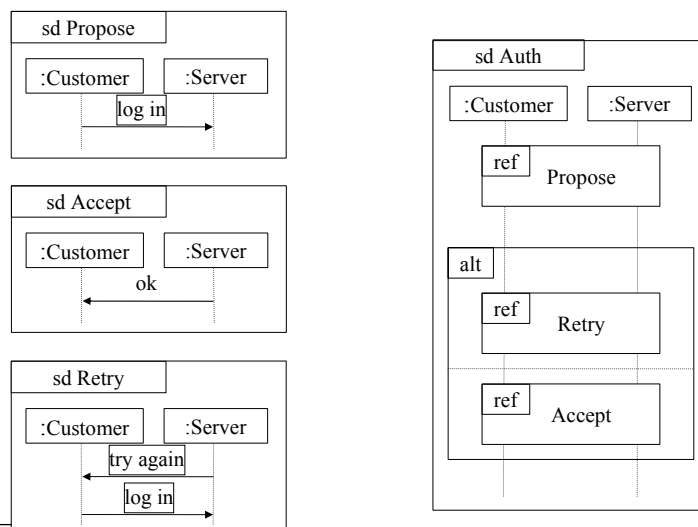 sd Propose
:Customer :Server
log in
sd Accept
:Customer :Server
ok
sd Retry
:Customer :Server
try again
log in
sd Auth
:Customer :Server
ref
Propose
alt
ref
Retry
ref
Accept